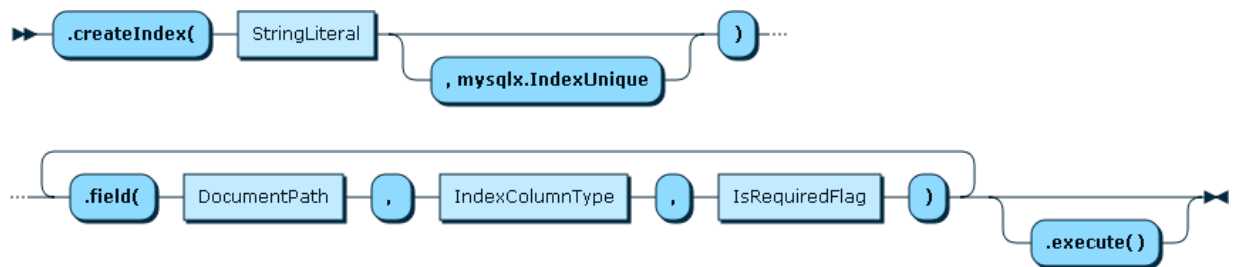 .createIndex( StringLiteral )
, mysqlx.IndexUnique
.field( DocumentPath , IndexColumnType , IsRequiredFlag )
.execute()